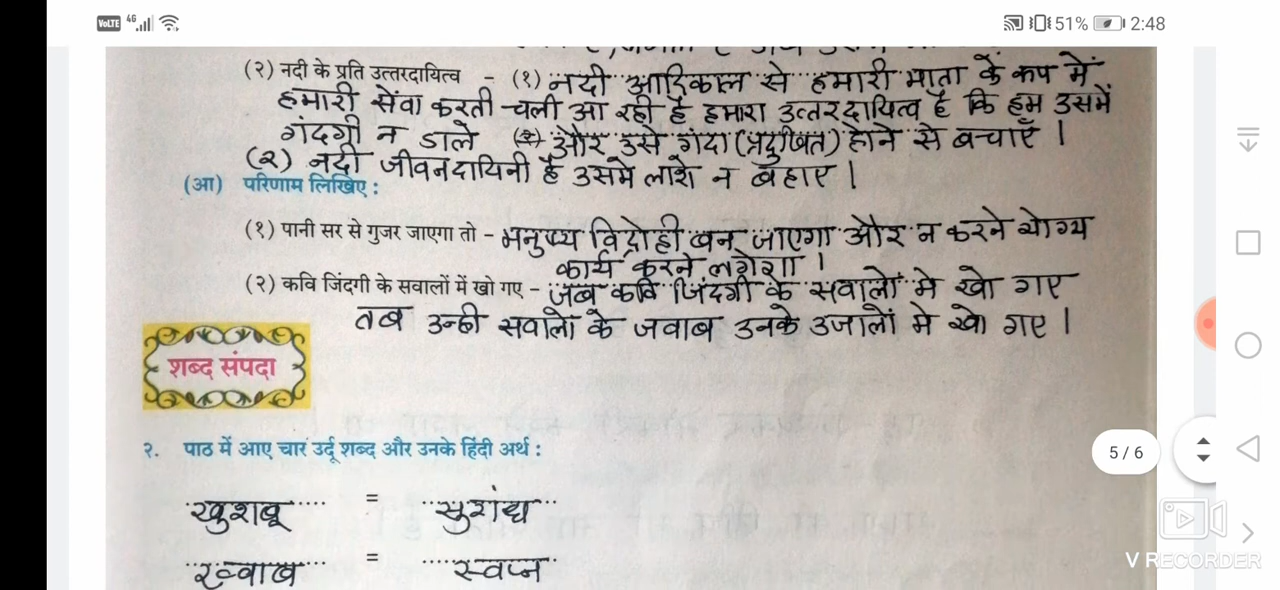 VoLTE 4G 51% 2:48
(२) नदी के प्रति उत्तरदायित्व - (१) नदी आदिकाल से हमारी माता के रूप में
हमारी सेंवा करती चली आ रही है हमारा उत्तरदायित्व है कि हम उसमें
गंदगी न डाले और उसे गंदा (प्रदुषित) होने से बचाएँ ।
(२) नदी जीवनदायिनी है उसमे लाशे न बहाए ।
(आ) परिणाम लिखिए :
(१) पानी सर से गुजर जाएगा तो - मनुष्य विद्रोही बन जाएगा और न करने योग्य
कार्य करने लगेगा ।
(२) कवि जिंदगी के सवालों में खो गए - जब कवि जिंदगी के सवालों मे खो गए
तब उन्ही सवालो के जवाब उनके उजालों मे खो गए ।
शब्द संपदा
२. पाठ में आए चार उर्दू शब्द और उनके हिंदी अर्थ :
5 / 6
खुशबू = सुगंध
ख्वाब = स्वप्न
V RECORDER